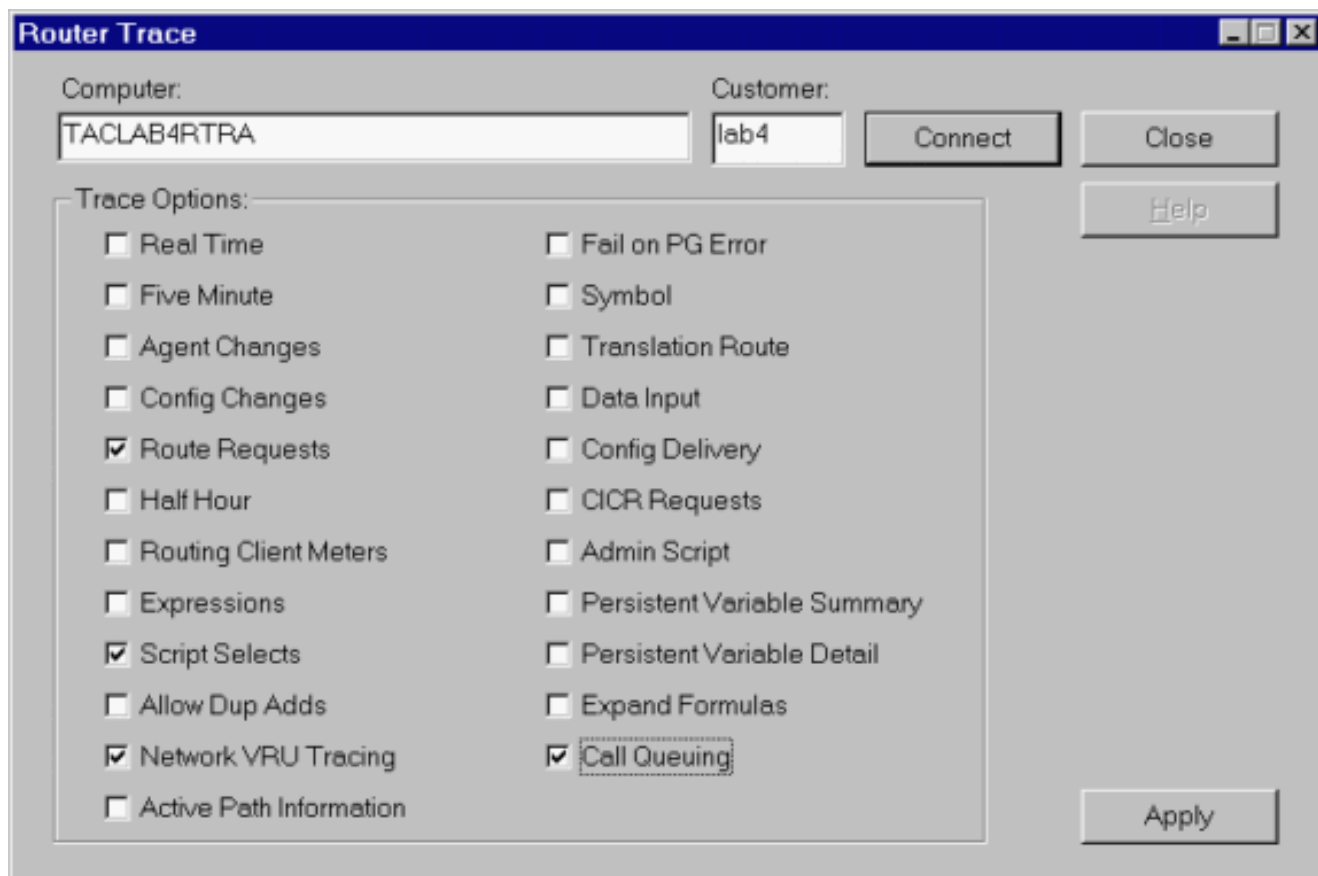 Router Trace
Computer:
Customer:
TACLAB4RTRA
lab4
Connect
Close
Help
Trace Options:
Real Time
Five Minute
Agent Changes
Config Changes
Route Requests
Half Hour
Routing Client Meters
Expressions
Script Selects
Allow Dup Adds
Network VRU Tracing
Active Path Information
Fail on PG Error
Symbol
Translation Route
Data Input
Config Delivery
CICR Requests
Admin Script
Persistent Variable Summary
Persistent Variable Detail
Expand Formulas
Call Queuing
Apply